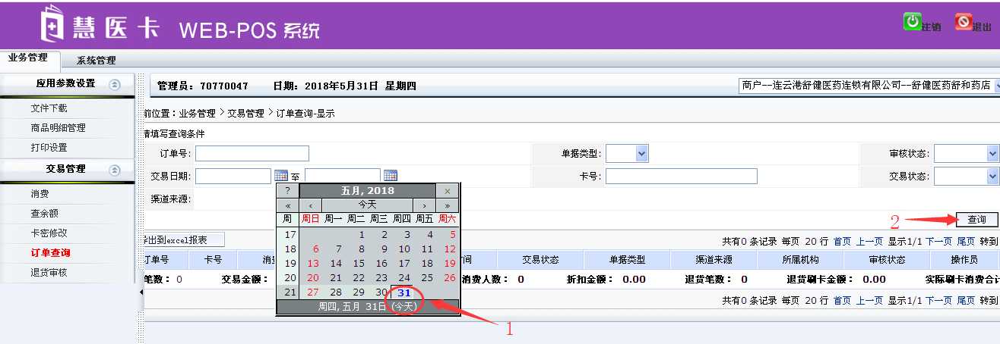 慧医卡 WEB-POS 系统
注销 退出
业务管理 系统管理
应用参数设置
文件下载
商品明细管理
打印设置
交易管理
消费
查余额
卡密修改
订单查询
退货审核
管理员：70770047 日期：2018年5月31日 星期四 商户--连云港舒健医药连锁有限公司--舒健医药舒和药店
前位置：业务管理 > 交易管理 > 订单查询-显示
请填写查询条件
订单号: 单据类型: 审核状态:
交易日期: 至 卡号: 交易状态:
渠道来源:
? 五月, 2018 ×
« ‹ 今天 › »
周 周日 周一 周二 周三 周四 周五 周六
17 1 2 3 4 5
18 6 7 8 9 10 11 12
19 13 14 15 16 17 18 19
20 20 21 22 23 24 25 26
21 27 28 29 30 31
周四, 五月 31日 (今天)
1
2 查询
导出到excel报表 共有0 条记录 每页 20 行 首页 上一页 显示1/1 下一页 尾页 转到
订单号 卡号 消 间 交易状态 单据类型 渠道来源 所属机构 审核状态 操作员
笔数： 0 交易金额： 消费人数： 0 折扣金额： 0.00 退货笔数： 0 退货刷卡金额： 0.00 实际刷卡消费合计
共有0 条记录 每页 20 行 首页 上一页 显示1/1 下一页 尾页 转到